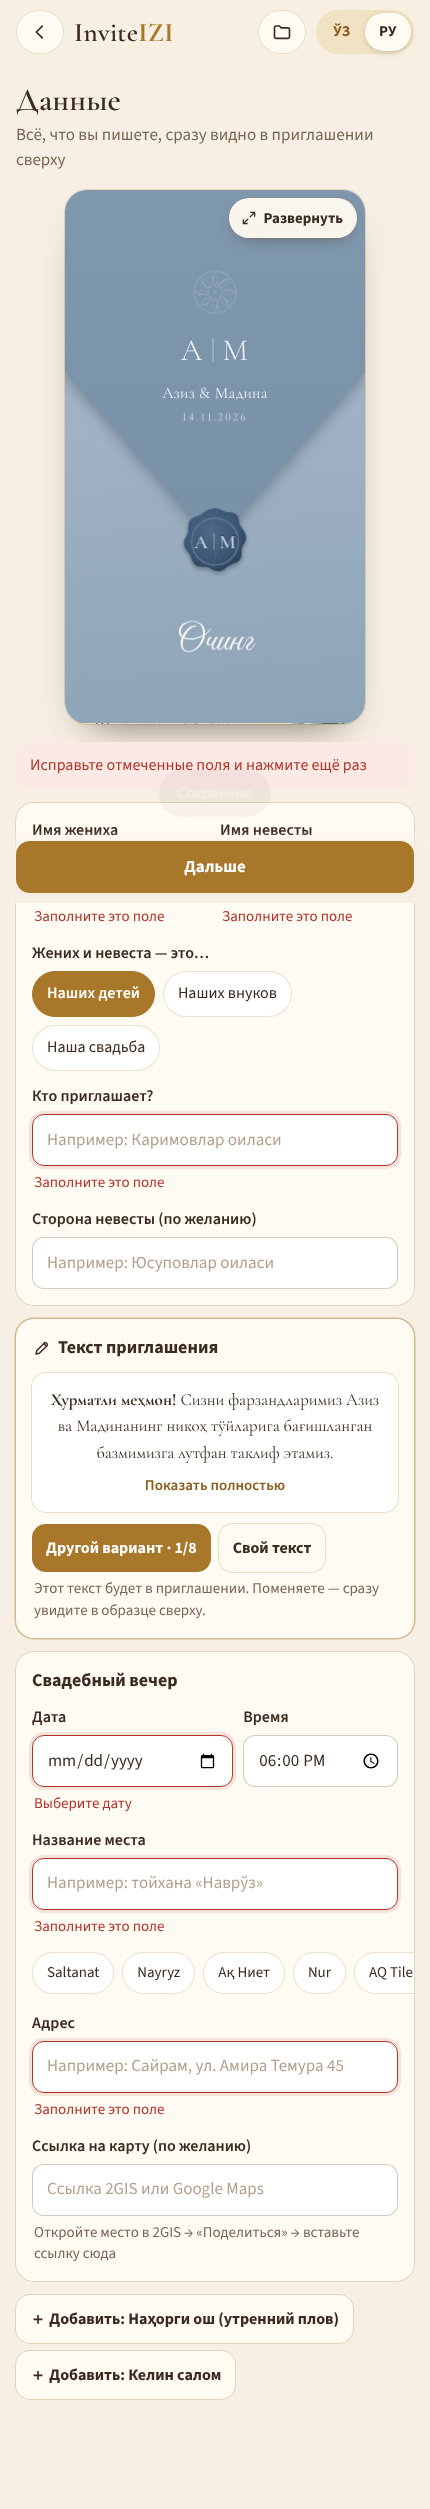 InviteIZI
ЎЗ
РУ
Данные
Всё, что вы пишете, сразу видно в приглашении
сверху
Развернуть
A | M
Азиз & Мадина
14.11.2026
A | M
Очинг
Исправьте отмеченные поля и нажмите ещё раз
Сохранено
Имя жениха
Имя невесты
Дальше
Заполните это поле
Заполните это поле
Жених и невеста — это…
Наших детей
Наших внуков
Наша свадьба
Кто приглашает?
Например: Каримовлар оиласи
Заполните это поле
Сторона невесты (по желанию)
Например: Юсуповлар оиласи
Текст приглашения
Ҳурматли меҳмон! Сизни фарзандларимиз Азиз
ва Мадинанинг никоҳ тўйларига бағишланган
базмимизга лутфан таклиф этамиз.
Показать полностью
Другой вариант · 1/8
Свой текст
Этот текст будет в приглашении. Поменяете — сразу
увидите в образце сверху.
Свадебный вечер
Дата
Время
mm/dd/yyyy
06:00 PM
Выберите дату
Название места
Например: тойхана «Наврўз»
Заполните это поле
Saltanat
Nayryz
Ақ Ниет
Nur
AQ Tile
Адрес
Например: Сайрам, ул. Амира Темура 45
Заполните это поле
Ссылка на карту (по желанию)
Ссылка 2GIS или Google Maps
Откройте место в 2GIS → «Поделиться» → вставьте
ссылку сюда
+ Добавить: Наҳорги ош (утренний плов)
+ Добавить: Келин салом